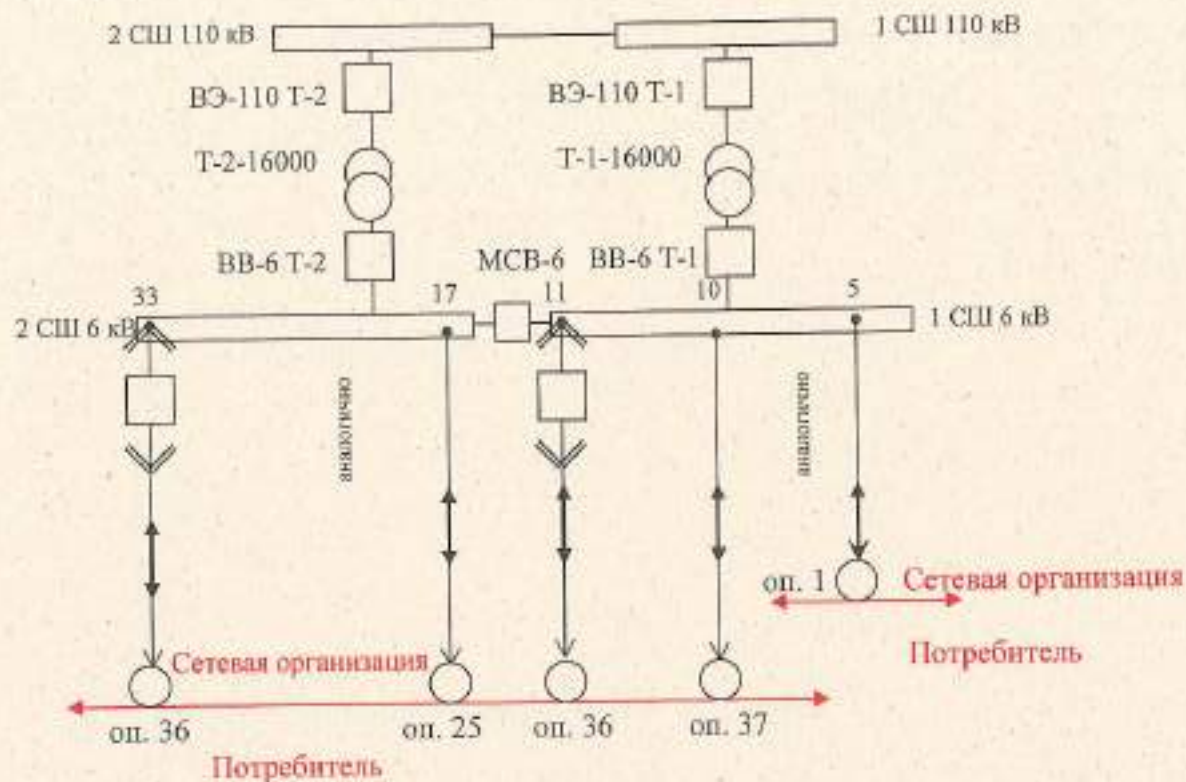 2 СШ 110 кВ
1 СШ 110 кВ
ВЭ-110 Т-2
ВЭ-110 Т-1
Т-2-16000
Т-1-16000
ВВ-6 Т-2
МСВ-6
ВВ-6 Т-1
33
17
11
10
5
2 СШ 6 кВ
1 СШ 6 кВ
аналогично
аналогично
оп. 1
Сетевая организация
Потребитель
Сетевая организация
оп. 36
оп. 25
оп. 36
оп. 37
Потребитель